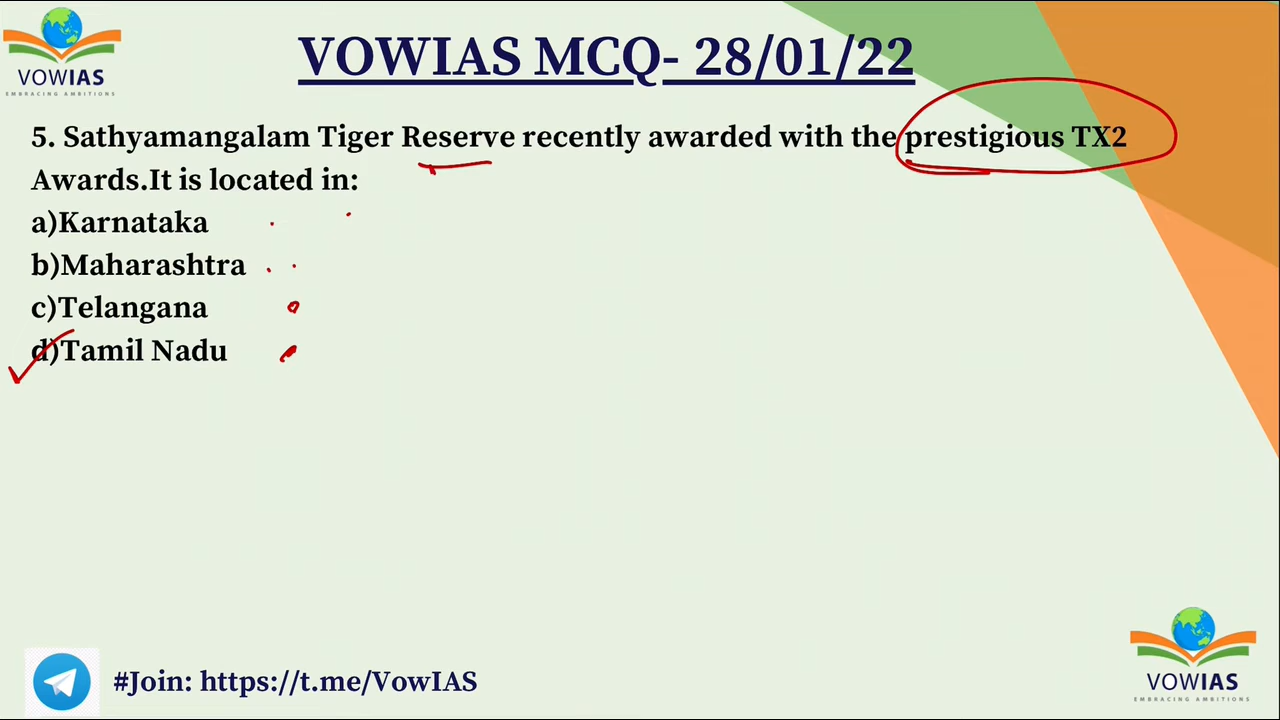 VOWIAS
EMBRACING AMBITIONS
VOWIAS MCQ- 28/01/22
5. Sathyamangalam Tiger Reserve recently awarded with the prestigious TX2
Awards.It is located in:
a)Karnataka
b)Maharashtra
c)Telangana
d)Tamil Nadu
#Join: https://t.me/VowIAS
VOWIAS
EMBRACING AMBITIONS